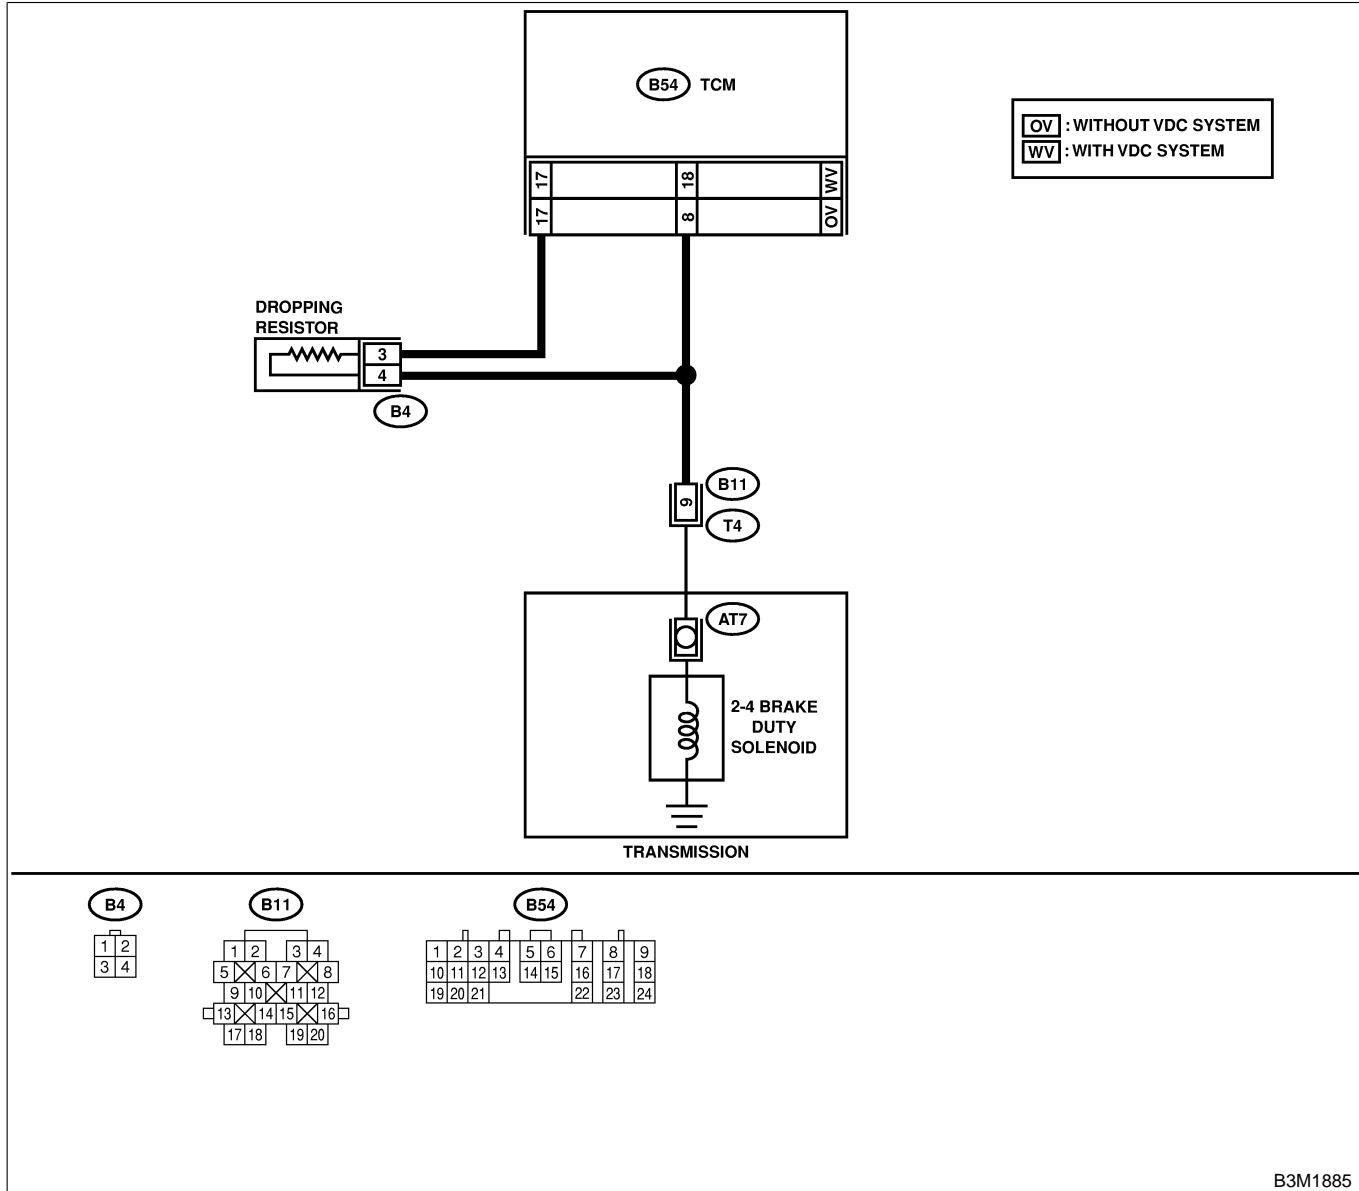 B54 TCM
OV : WITHOUT VDC SYSTEM
WV : WITH VDC SYSTEM
17 18 WV
17 8 OV
DROPPING
RESISTOR
3
4
B4
B11
9
T4
AT7
2-4 BRAKE
DUTY
SOLENOID
TRANSMISSION
B4
1 2
3 4
B11
1 2 3 4
5 6 7 8
9 10 11 12
13 14 15 16
17 18 19 20
B54
1 2 3 4 5 6 7 8 9
10 11 12 13 14 15 16 17 18
19 20 21 22 23 24
B3M1885